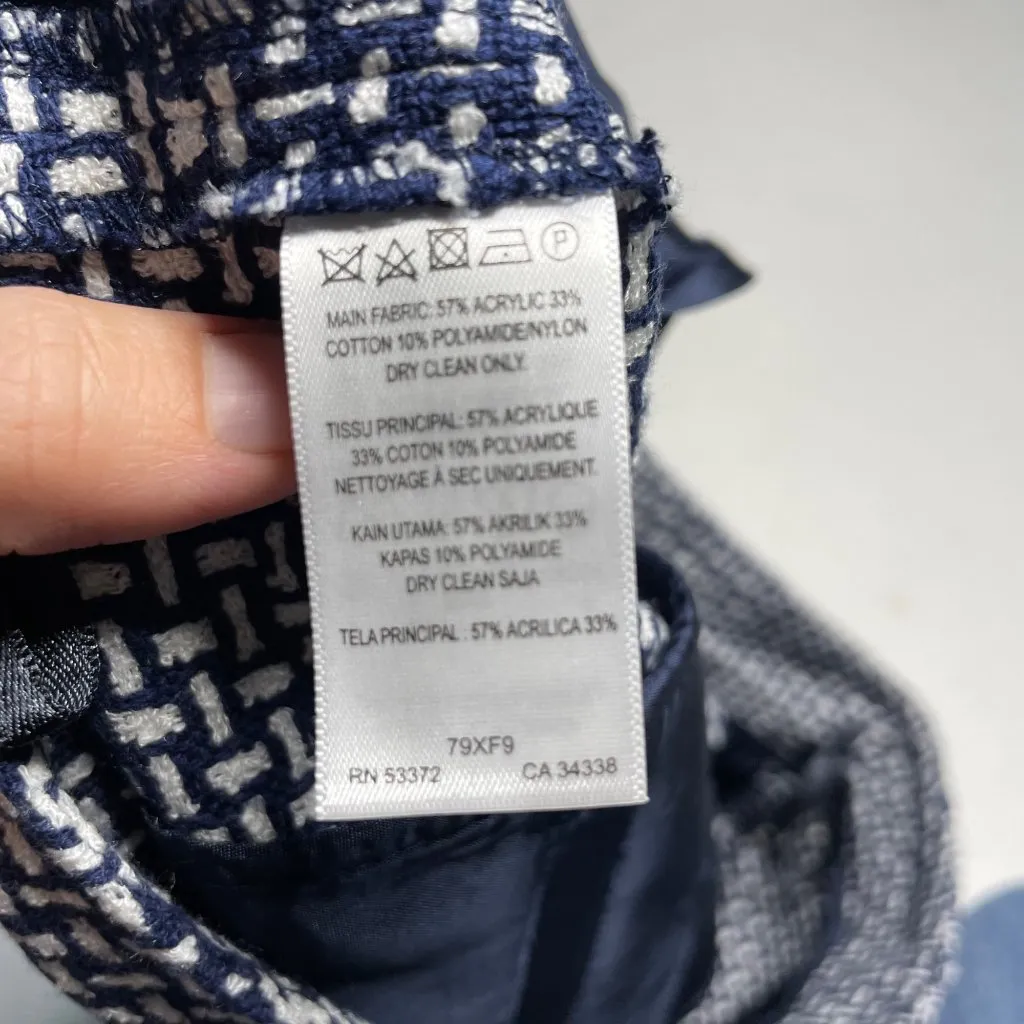 P
MAIN FABRIC: 57% ACRYLIC 33%
COTTON 10% POLYAMIDE/NYLON
DRY CLEAN ONLY.
TISSU PRINCIPAL: 57% ACRYLIQUE
33% COTON 10% POLYAMIDE
NETTOYAGE À SEC UNIQUEMENT.
KAIN UTAMA: 57% AKRILIK 33%
KAPAS 10% POLYAMIDE
DRY CLEAN SAJA
TELA PRINCIPAL : 57% ACRILICA 33%
79XF9
RN 53372 CA 34338